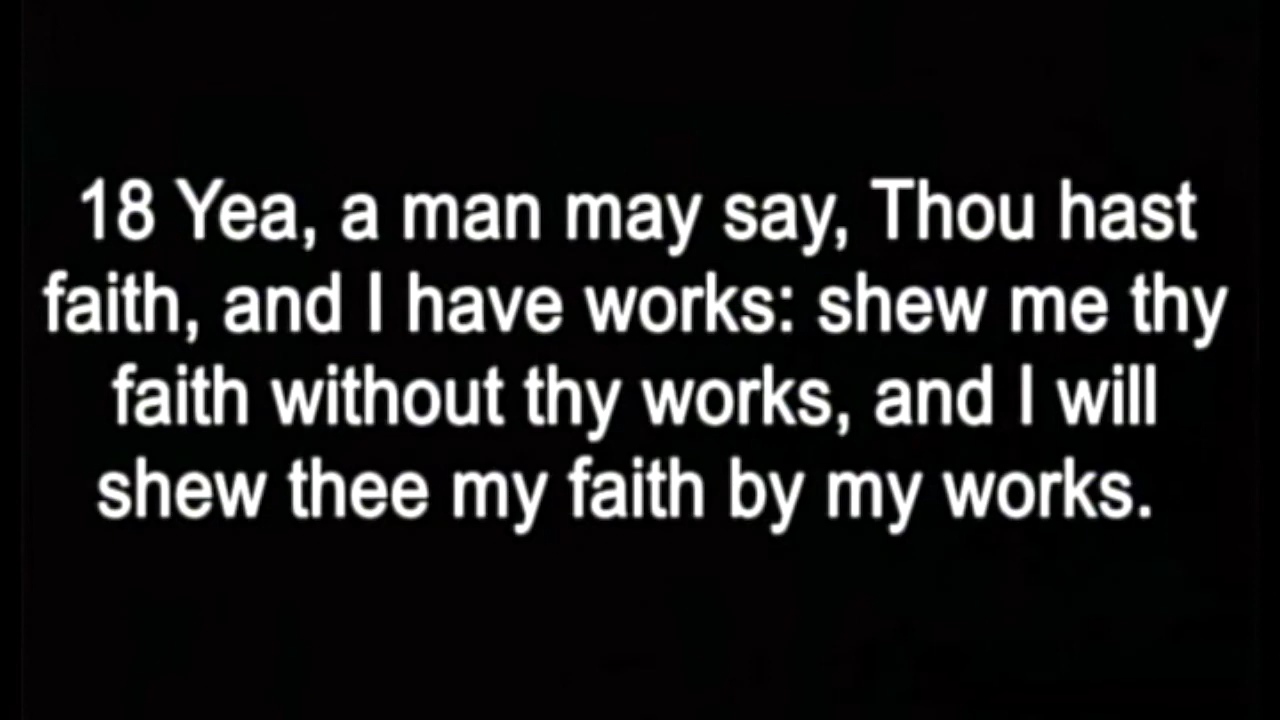 18 Yea, a man may say, Thou hast
faith, and I have works: shew me thy
faith without thy works, and I will
shew thee my faith by my works.